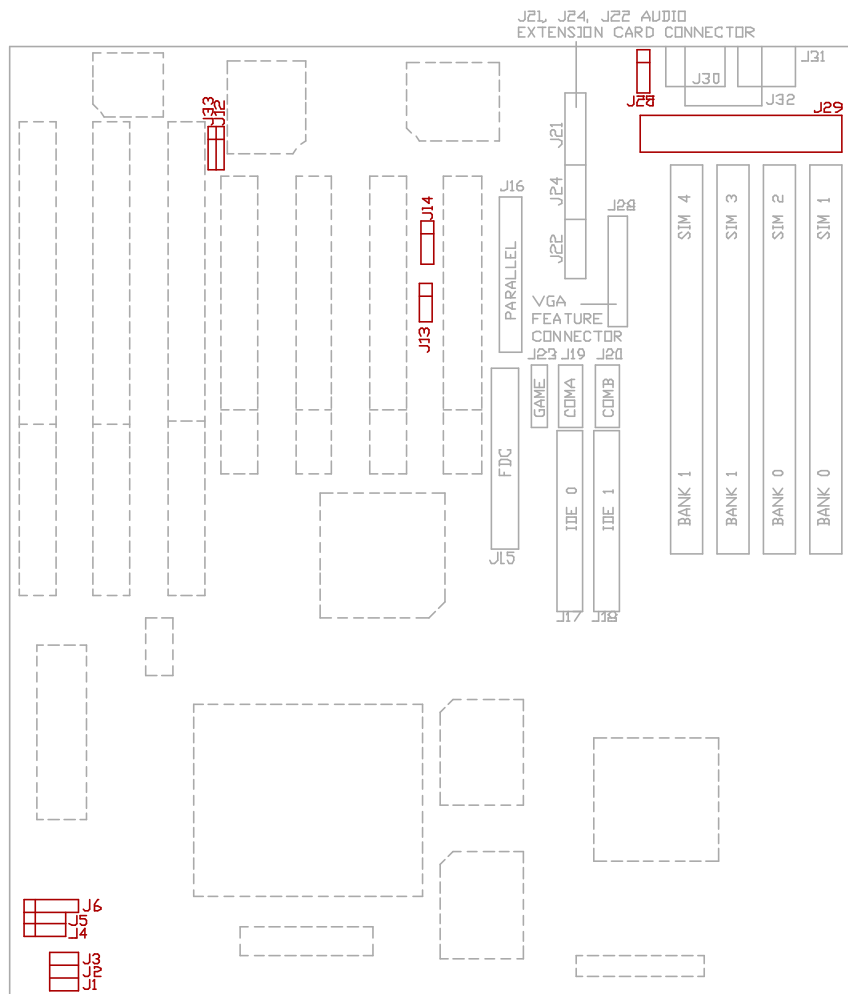 J21, J24, J22 AUDIO
EXTENSION CARD CONNECTOR
J31
J30
J32
J29
J33
J12
J21
J24
J22
J16
PARALLEL
J14
J13
SIM 4
SIM 3
SIM 2
SIM 1
VGA
FEATURE
CONNECTOR
J23
J19
J20
GAME
COMA
COMB
FDC
IDE 0
IDE 1
BANK 1
BANK 1
BANK 0
BANK 0
J15
J17
J18
J6
J5
J4
J3
J2
J1